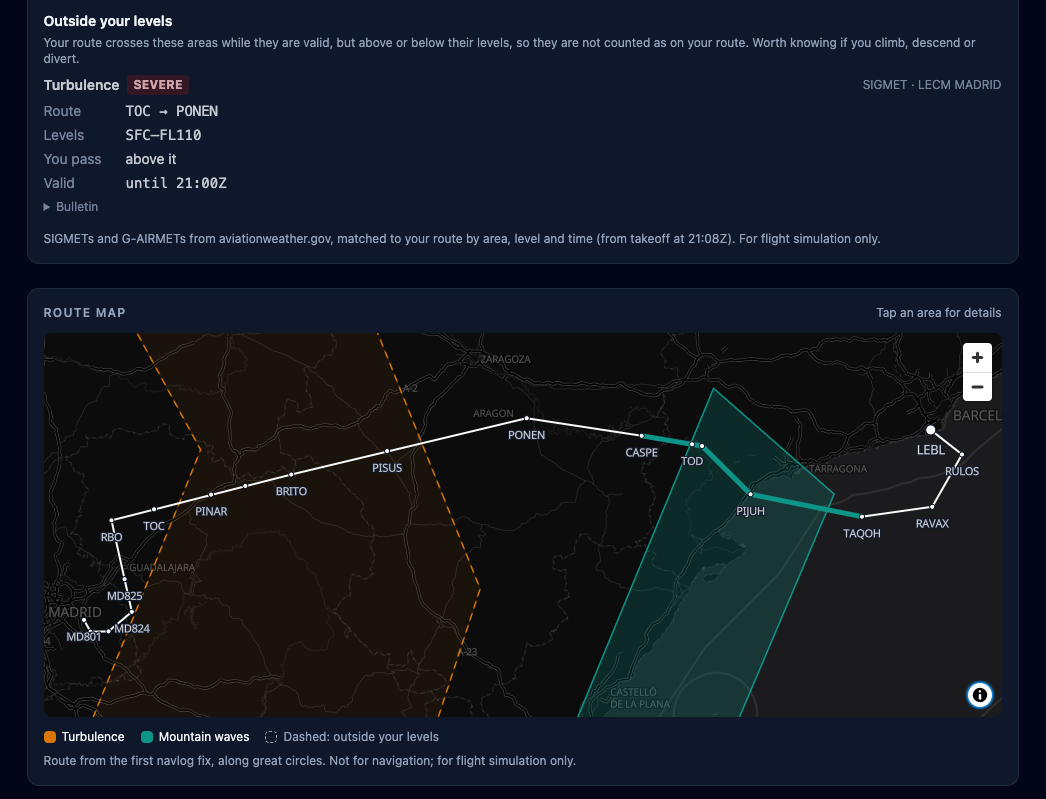 Outside your levels
Your route crosses these areas while they are valid, but above or below their levels, so they are not counted as on your route. Worth knowing if you climb, descend or
divert.
Turbulence SEVERE SIGMET · LECM MADRID
Route TOC → PONEN
Levels SFC–FL110
You pass above it
Valid until 21:00Z
▶ Bulletin
SIGMETs and G-AIRMETs from aviationweather.gov, matched to your route by area, level and time (from takeoff at 21:08Z). For flight simulation only.
ROUTE MAP Tap an area for details
ZARAGOZA
+
−
A-2
ARAGON
BARCEL
PONEN
CASPE
LEBL
TOD
PISUS
TARRAGONA
RULOS
BRITO
PINAR
PIJUH
TOC
RAVAX
RBO
TAQOH
GUADALAJARA
MD825
MADRID
MD824
MD801
A-23
CASTELLÓ
DE LA PLANA
Turbulence Mountain waves Dashed: outside your levels
Route from the first navlog fix, along great circles. Not for navigation; for flight simulation only.